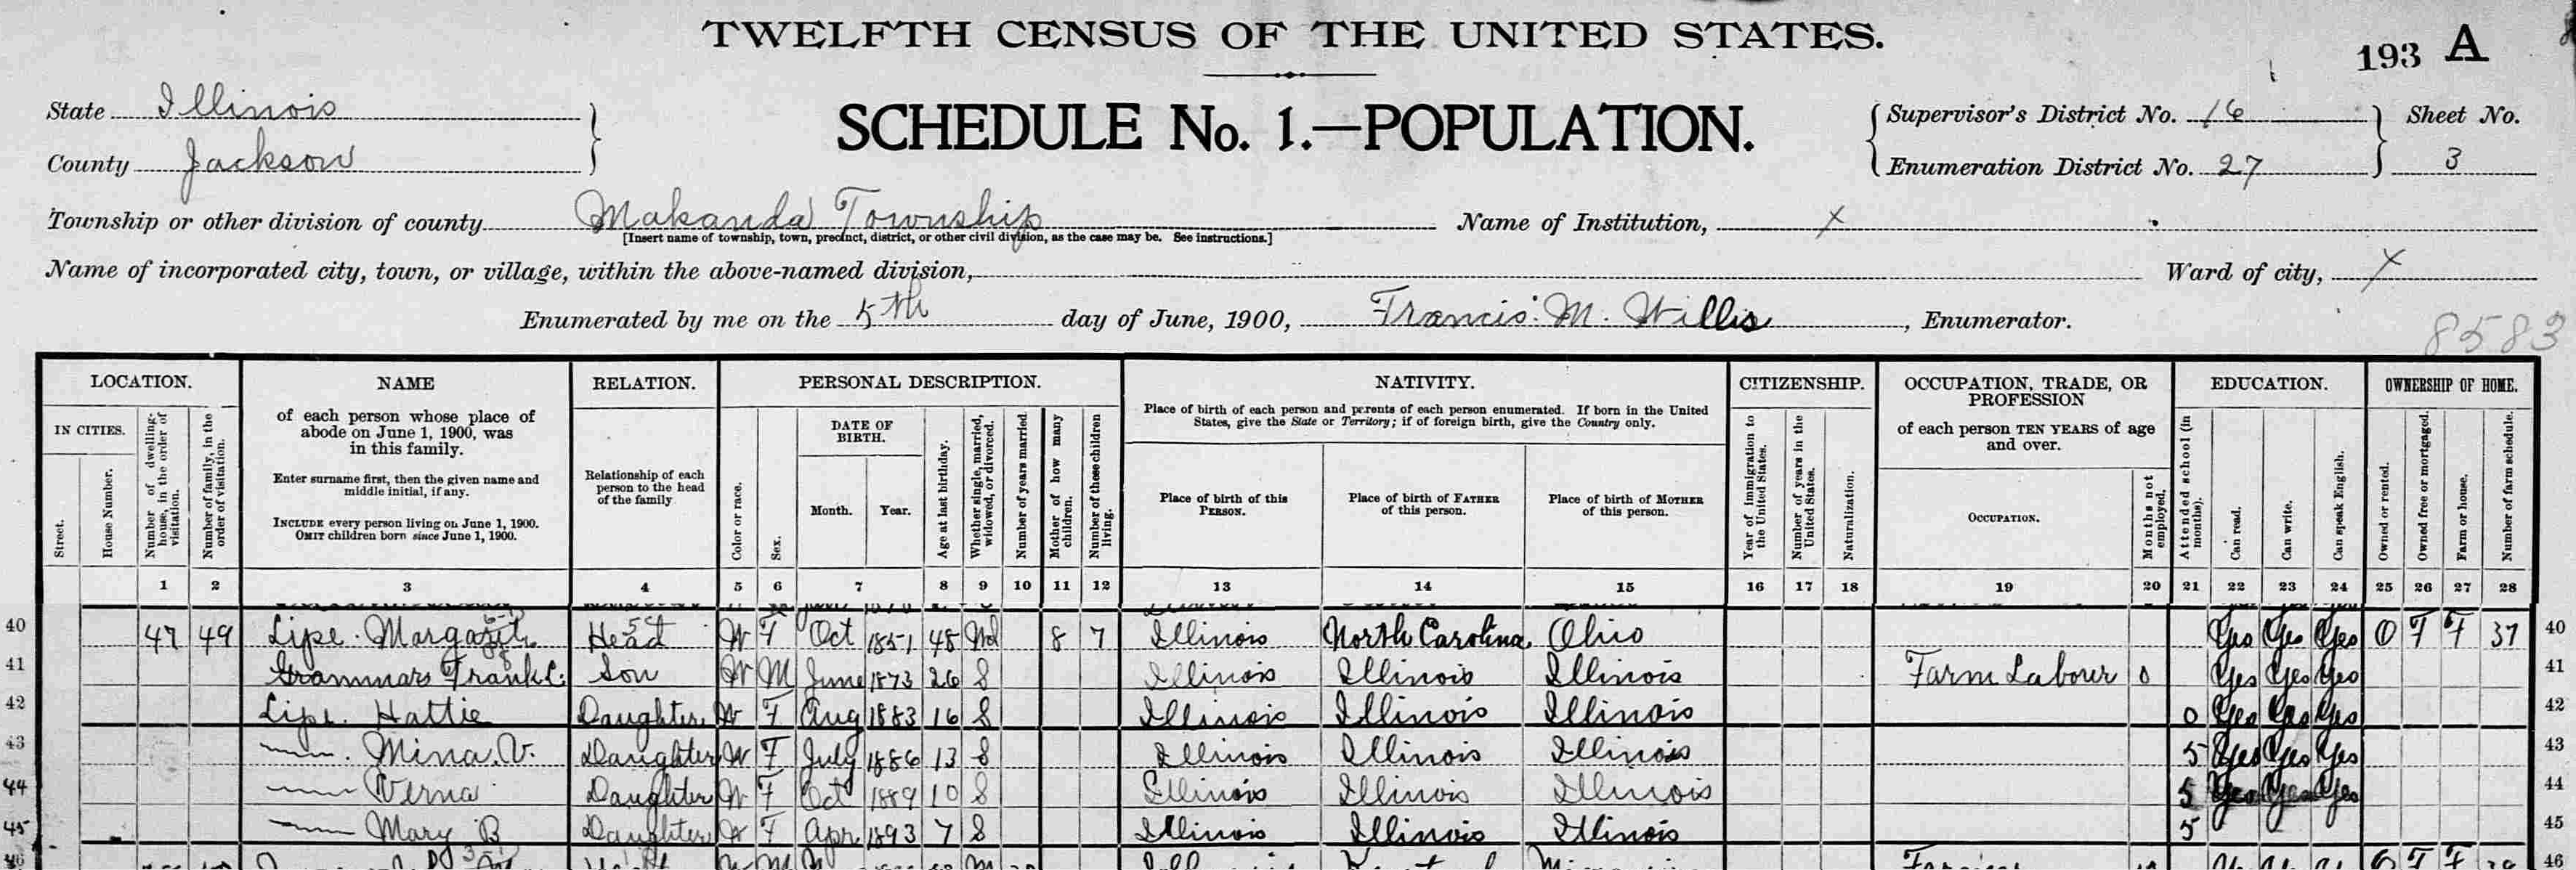 TWELFTH CENSUS OF THE UNITED STATES.
193 A
State Illinois
County Jackson
SCHEDULE No. 1.—POPULATION.
Supervisor's District No. 16
Enumeration District No. 27
Sheet No.
3
Township or other division of county Makanda Township
[Insert name of township, town, precinct, district, or other civil division, as the case may be. See instructions.]
Name of Institution, X
Name of incorporated city, town, or village, within the above-named division,
Ward of city, X
Enumerated by me on the 5th day of June, 1900, Francis M. Willis, Enumerator.
8583
LOCATION.
IN CITIES.
Street.
House Number.
Number of dwelling-house, in the order of visitation.
Number of family, in the order of visitation.
NAME
of each person whose place of
abode on June 1, 1900, was
in this family.
Enter surname first, then the given name and
middle initial, if any.
INCLUDE every person living on June 1, 1900.
OMIT children born since June 1, 1900.
RELATION.
Relationship of each
person to the head
of the family
PERSONAL DESCRIPTION.
Color or race.
Sex.
DATE OF
BIRTH.
Month.
Year.
Age at last birthday.
Whether single, married, widowed, or divorced.
Number of years married.
Mother of how many children.
Number of these children living.
NATIVITY.
Place of birth of each person and parents of each person enumerated. If born in the United
States, give the State or Territory; if of foreign birth, give the Country only.
Place of birth of this
PERSON.
Place of birth of FATHER
of this person.
Place of birth of MOTHER
of this person.
CITIZENSHIP.
Year of immigration to the United States.
Number of years in the United States.
Naturalization.
OCCUPATION, TRADE, OR
PROFESSION
of each person TEN YEARS of age
and over.
OCCUPATION.
Months not employed.
EDUCATION.
Attended school (in months).
Can read.
Can write.
Can speak English.
OWNERSHIP OF HOME.
Owned or rented.
Owned free or mortgaged.
Farm or house.
Number of farm schedule.
1 2 3 4 5 6 7 8 9 10 11 12 13 14 15 16 17 18 19 20 21 22 23 24 25 26 27 28
40 47 49 Lipe. Margaret Head W F Oct 1851 48 Wd 8 7 Illinois North Carolina Ohio Yes Yes Yes O F F 37 40
41 Grammar Frank L. Son W M June 1873 26 S Illinois Illinois Illinois Farm Labour 0 Yes Yes Yes 41
42 Lipe. Hattie Daughter W F Aug 1883 16 S Illinois Illinois Illinois 0 Yes Yes Yes 42
43 —. Mina. V. Daughter W F July 1886 13 S Illinois Illinois Illinois 5 Yes Yes Yes 43
44 — Verna Daughter W F Oct 1889 10 S Illinois Illinois Illinois 5 Yes Yes Yes 44
45 — Mary B Daughter W F Apr 1893 7 S Illinois Illinois Illinois 5 45
46 46